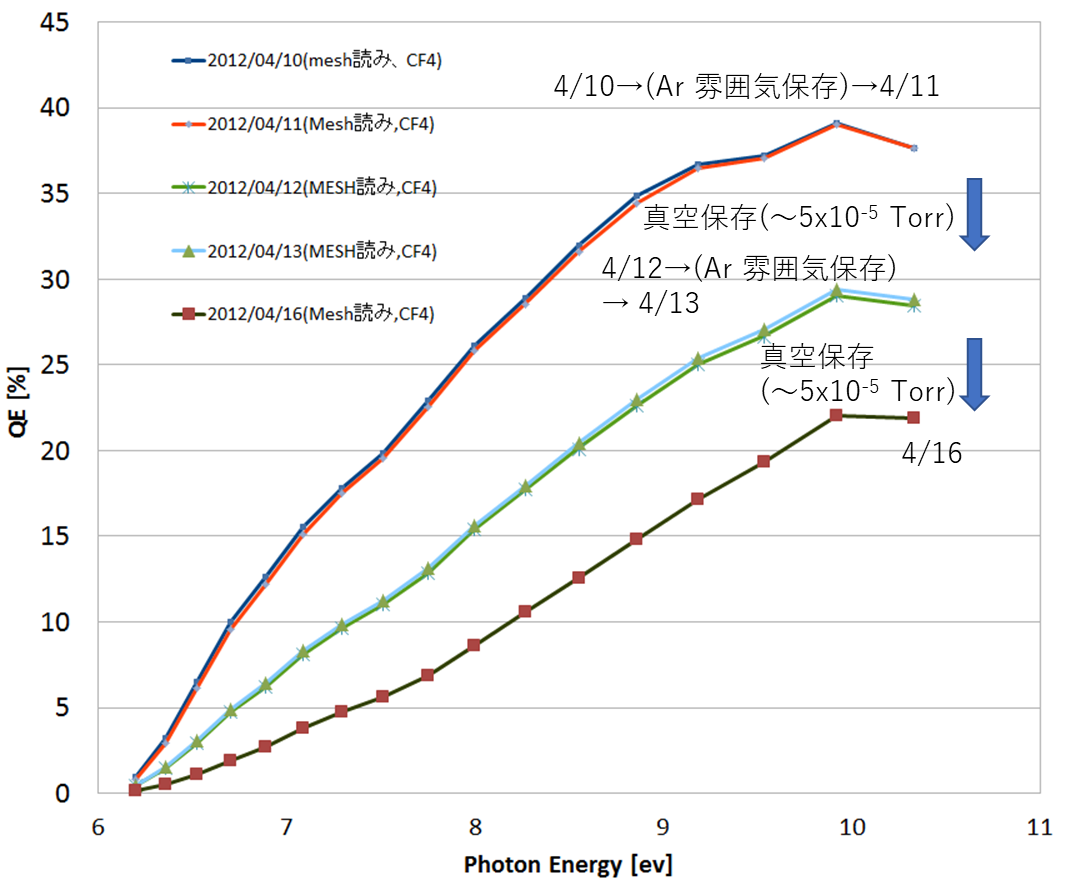 45
40
35
30
25
20
15
10
5
0
QE [%]
2012/04/10(mesh読み、CF4)
2012/04/11(Mesh読み,CF4)
2012/04/12(MESH読み,CF4)
2012/04/13(MESH読み,CF4)
2012/04/16(Mesh読み,CF4)
4/10→(Ar 雰囲気保存)→4/11
真空保存(～5x10⁻⁵ Torr)
4/12→(Ar 雰囲気保存)
→ 4/13
真空保存
(～5x10⁻⁵ Torr)
4/16
6 7 8 9 10 11
Photon Energy [ev]